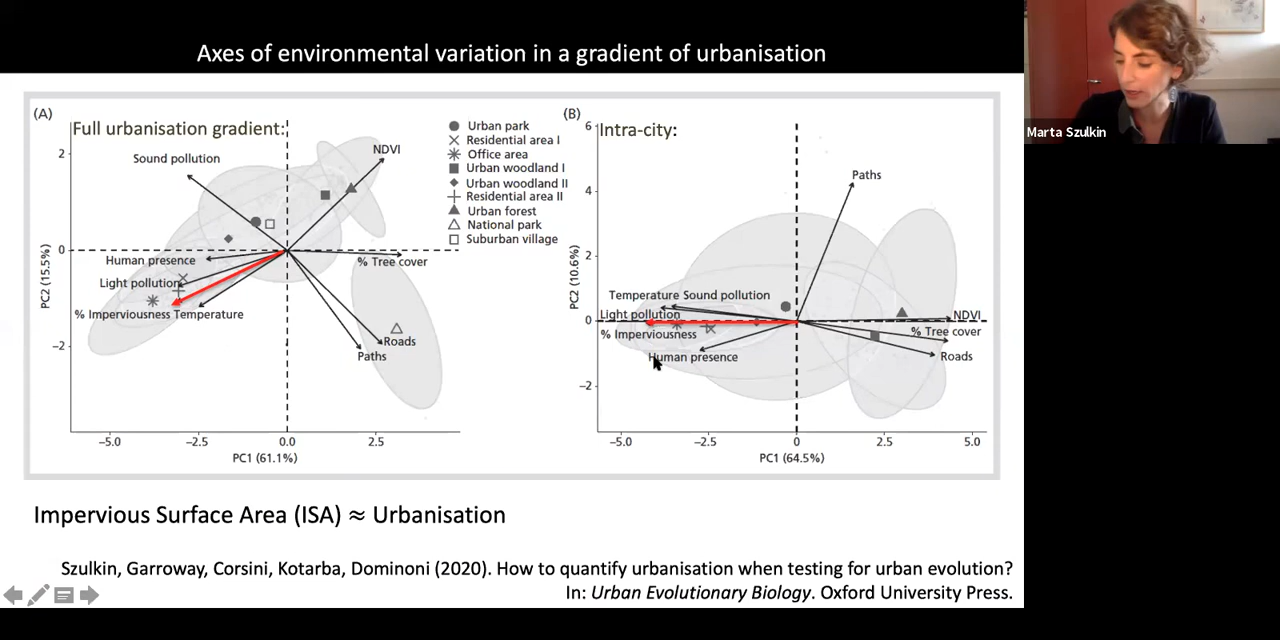 Axes of environmental variation in a gradient of urbanisation
Marta Szulkin
(A)
Full urbanisation gradient:
Sound pollution
NDVI
Human presence
% Tree cover
Light pollution
% Imperviousness Temperature
Roads
Paths
2
0
−2
PC2 (15.5%)
−5.0
−2.5
0.0
2.5
PC1 (61.1%)
Urban park
Residential area I
Office area
Urban woodland I
Urban woodland II
Residential area II
Urban forest
National park
Suburban village
(B)
Intra-city:
Paths
Temperature Sound pollution
Light pollution
% Imperviousness
Human presence
NDVI
% Tree cover
Roads
6
4
2
0
−2
PC2 (10.6%)
−5.0
−2.5
0
2.5
5.0
PC1 (64.5%)
Impervious Surface Area (ISA) ≈ Urbanisation
Szulkin, Garroway, Corsini, Kotarba, Dominoni (2020). How to quantify urbanisation when testing for urban evolution?
In: Urban Evolutionary Biology. Oxford University Press.